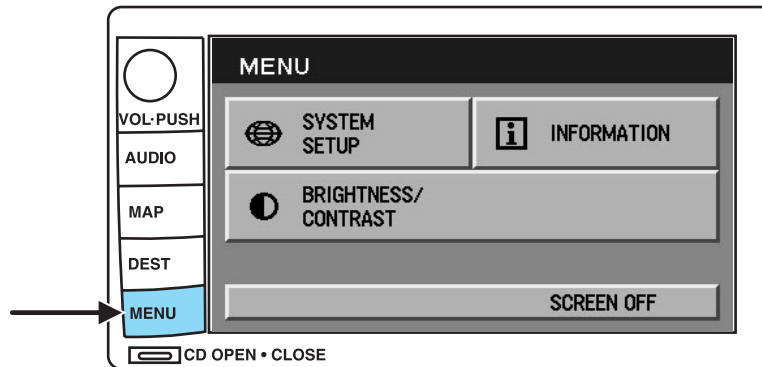 VOL·PUSH
AUDIO
MAP
DEST
MENU
CD OPEN • CLOSE
MENU
SYSTEM
SETUP
INFORMATION
BRIGHTNESS/
CONTRAST
SCREEN OFF